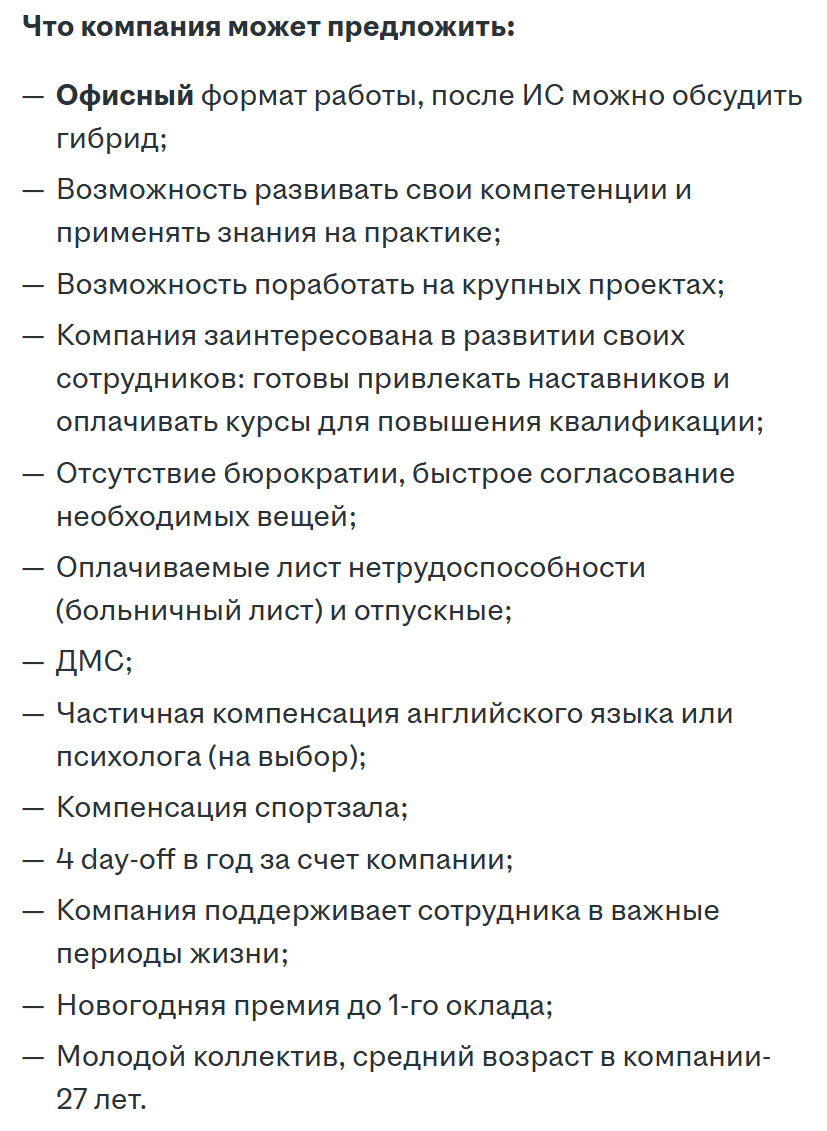 Что компания может предложить:
— Офисный формат работы, после ИС можно обсудить
гибрид;
— Возможность развивать свои компетенции и
применять знания на практике;
— Возможность поработать на крупных проектах;
— Компания заинтересована в развитии своих
сотрудников: готовы привлекать наставников и
оплачивать курсы для повышения квалификации;
— Отсутствие бюрократии, быстрое согласование
необходимых вещей;
— Оплачиваемые лист нетрудоспособности
(больничный лист) и отпускные;
— ДМС;
— Частичная компенсация английского языка или
психолога (на выбор);
— Компенсация спортзала;
— 4 day-off в год за счет компании;
— Компания поддерживает сотрудника в важные
периоды жизни;
— Новогодняя премия до 1-го оклада;
— Молодой коллектив, средний возраст в компании-
27 лет.